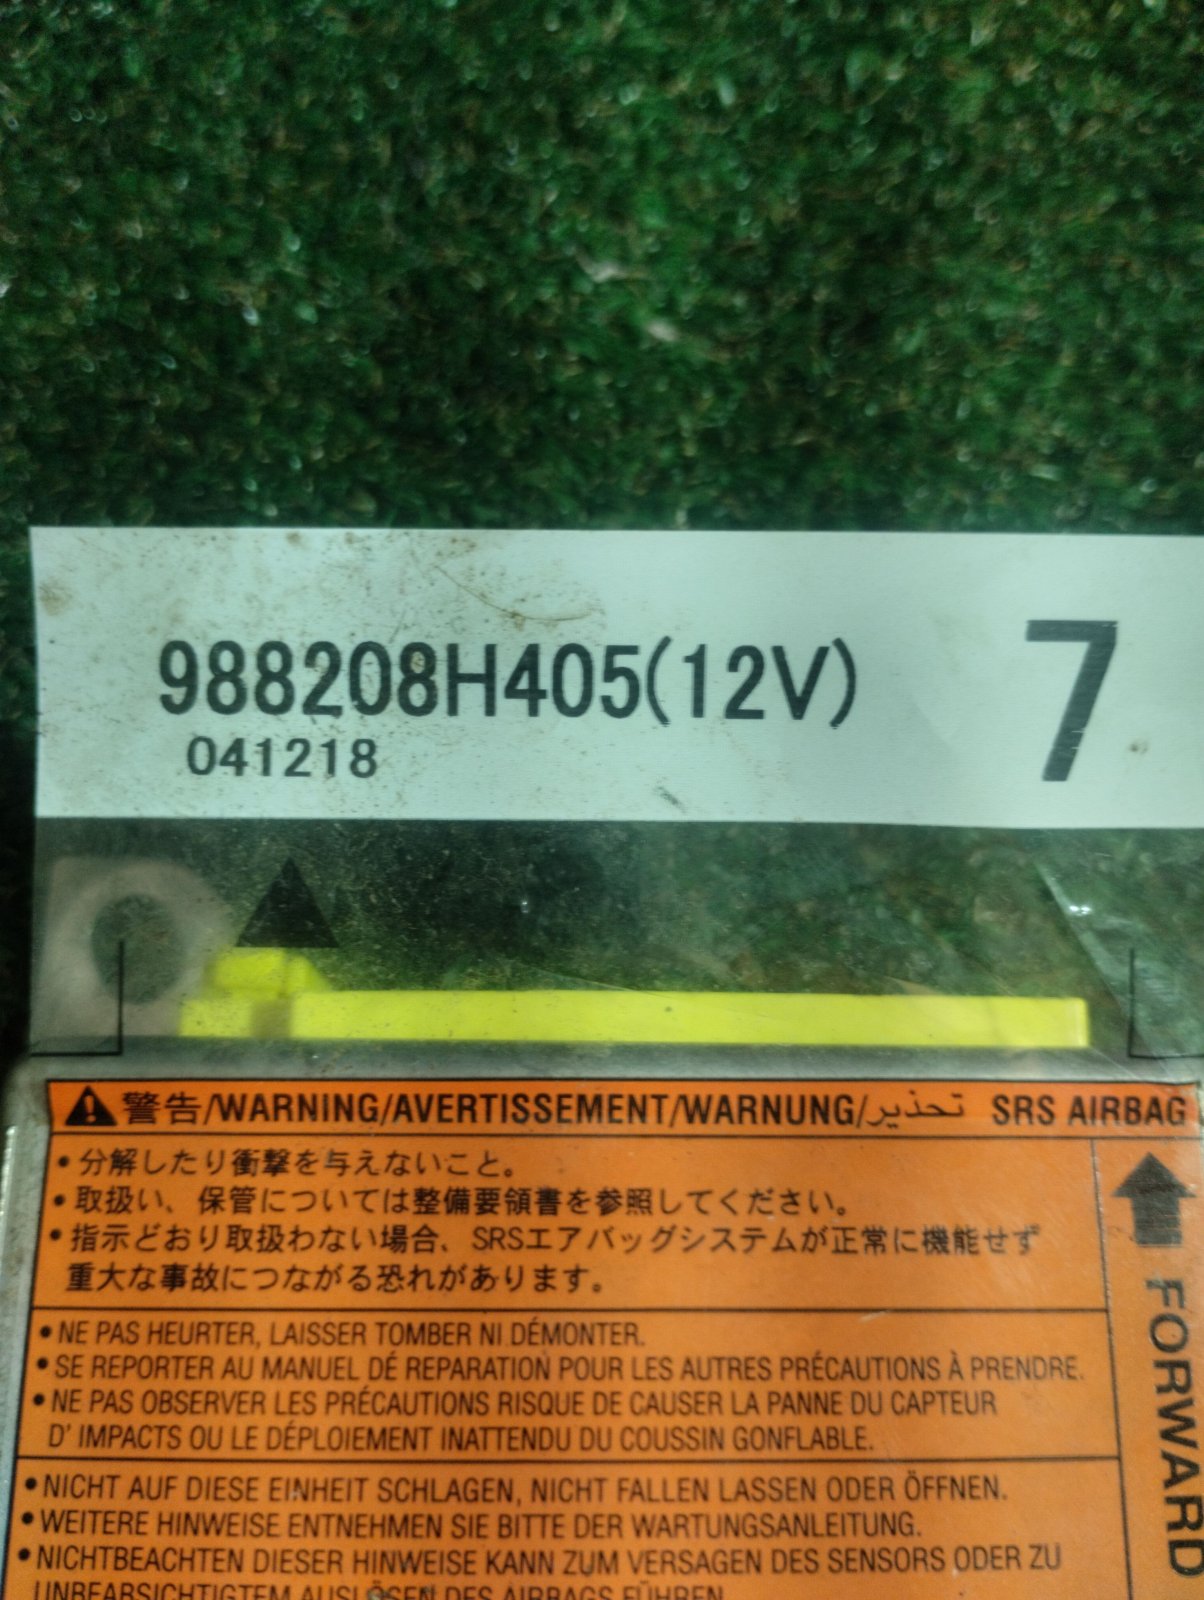 988208H405(12V) 7
041218
警告/WARNING/AVERTISSEMENT/WARNUNG/تحذير SRS AIRBAG
• 分解したり衝撃を与えないこと。
• 取扱い、保管については整備要領書を参照してください。
• 指示どおり取扱わない場合、SRSエアバッグシステムが正常に機能せず
重大な事故につながる恐れがあります。
FORWARD
• NE PAS HEURTER, LAISSER TOMBER NI DÉMONTER.
• SE REPORTER AU MANUEL DÉ REPARATION POUR LES AUTRES PRÉCAUTIONS À PRENDRE.
• NE PAS OBSERVER LES PRÉCAUTIONS RISQUE DE CAUSER LA PANNE DU CAPTEUR
D' IMPACTS OU LE DÉPLOIEMENT INATTENDU DU COUSSIN GONFLABLE.
• NICHT AUF DIESE EINHEIT SCHLAGEN, NICHT FALLEN LASSEN ODER ÖFFNEN.
• WEITERE HINWEISE ENTNEHMEN SIE BITTE DER WARTUNGSANLEITUNG.
• NICHTBEACHTEN DIESER HINWEISE KANN ZUM VERSAGEN DES SENSORS ODER ZU
UNBEABSICHTIGTEM AUSLÖSEN DES AIRBAGS FÜHREN.